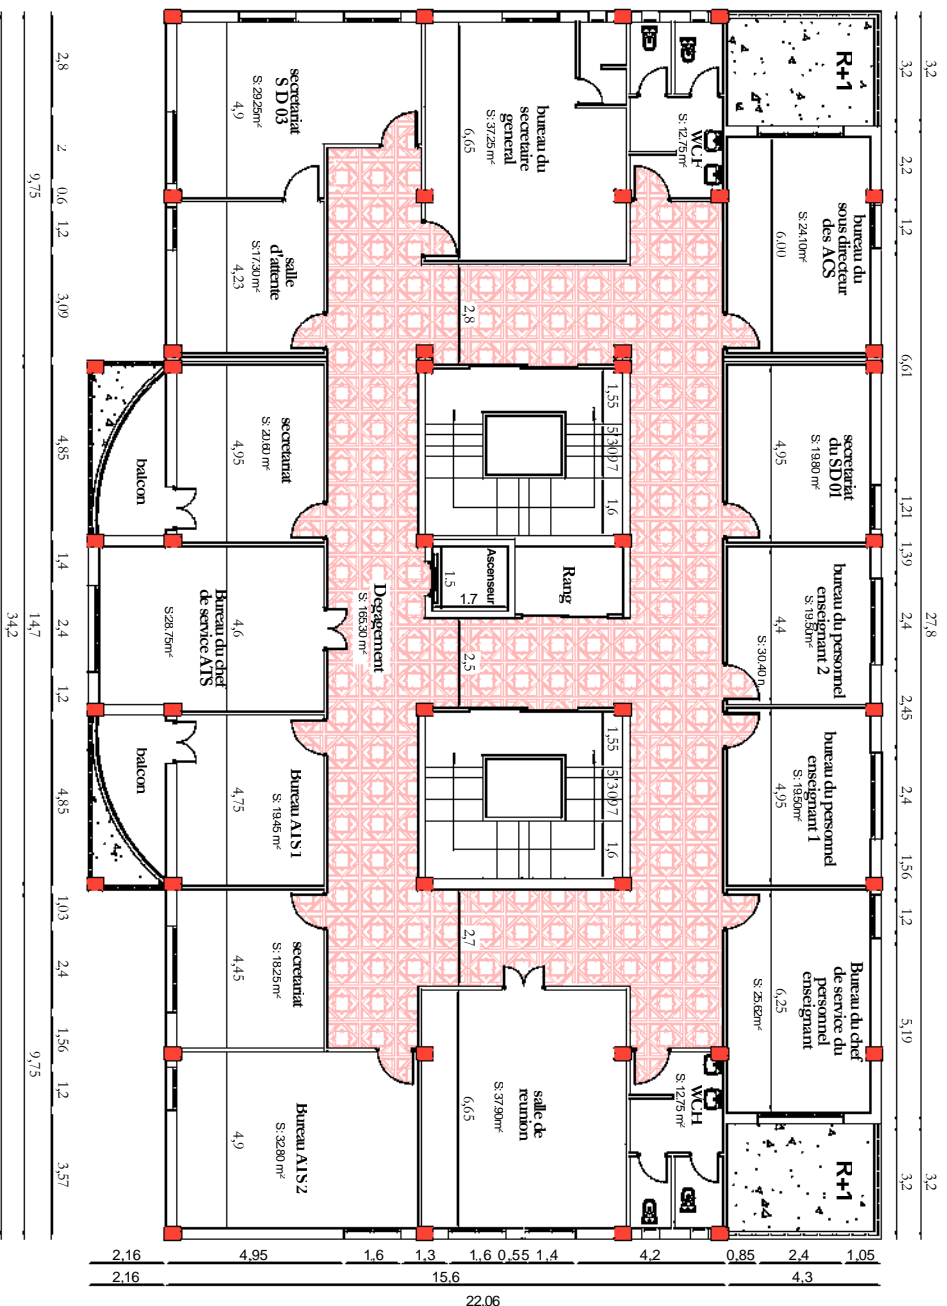 R+1
bureau du
sous directeur
des ACS
S: 24.10m²
6,00
secretariat
du SD 01
S: 19.80 m²
4,95
bureau du personnel
enseignant 2
S: 19.50m²
4,4
bureau du personnel
enseignant 1
S: 19.50m²
4,95
Bureau du chef
de service du
personnel
enseignant
6,25
S: 25.62m²
R+1
WCH
S: 12.75 m²
WCH
S: 12.75 m²
bureau du
secretaire
general
S: 37.25 m²
6,65
2,8
1,55
1,6
Ascenseur
1.5
1.7
Rang
2,5
1,55
1,6
2,7
salle de
reunion
S: 37.90m²
6,65
Degagement
S: 165.30 m²
secretariat
S D 03
S: 29.25m²
4,9
salle
d'attente
S:17.30 m²
4,23
secretariat
S: 20.60 m²
4,95
balcon
Bureau du chef
de service ATS
4,6
S:28.75m²
Bureau ATS 1
S: 19.45 m²
4,75
balcon
secretariat
S: 18.25 m²
4,45
Bureau ATS 2
S: 32.80 m²
4,9
3,2
3,2
2,2
1,2
6,61
1,21
1,39
2,4
2,45
2,4
1,56
1,2
5,19
3,2
27,8
3,2
2,8
2
0.6
1,2
3,09
4,85
1,4
2,4
1,2
4,85
1,03
2,4
1,56
1,2
3,57
9,75
14,7
9,75
34,2
2,16
4,95
1,6
1,3
1,6
0,55
1,4
4,2
0,85
2,4
1,05
2,16
15,6
4,3
22.06